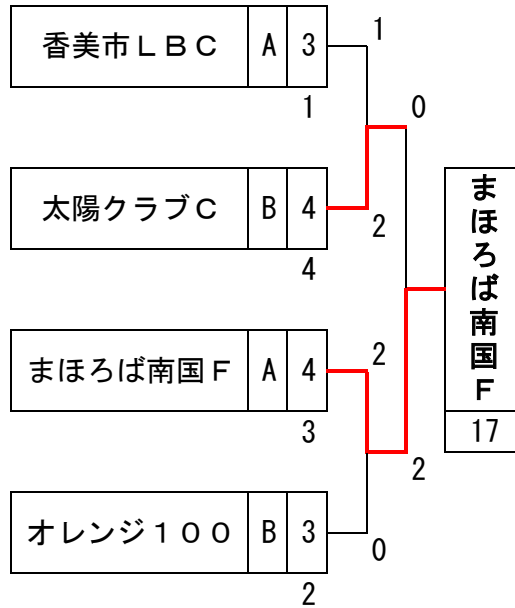 香美市ＬＢＣ A 3 1
1 0
太陽クラブＣ B 4 2
4
まほろば南国Ｆ A 4 2
3 2
オレンジ１００ B 3 0
2
まほろば南国Ｆ
17